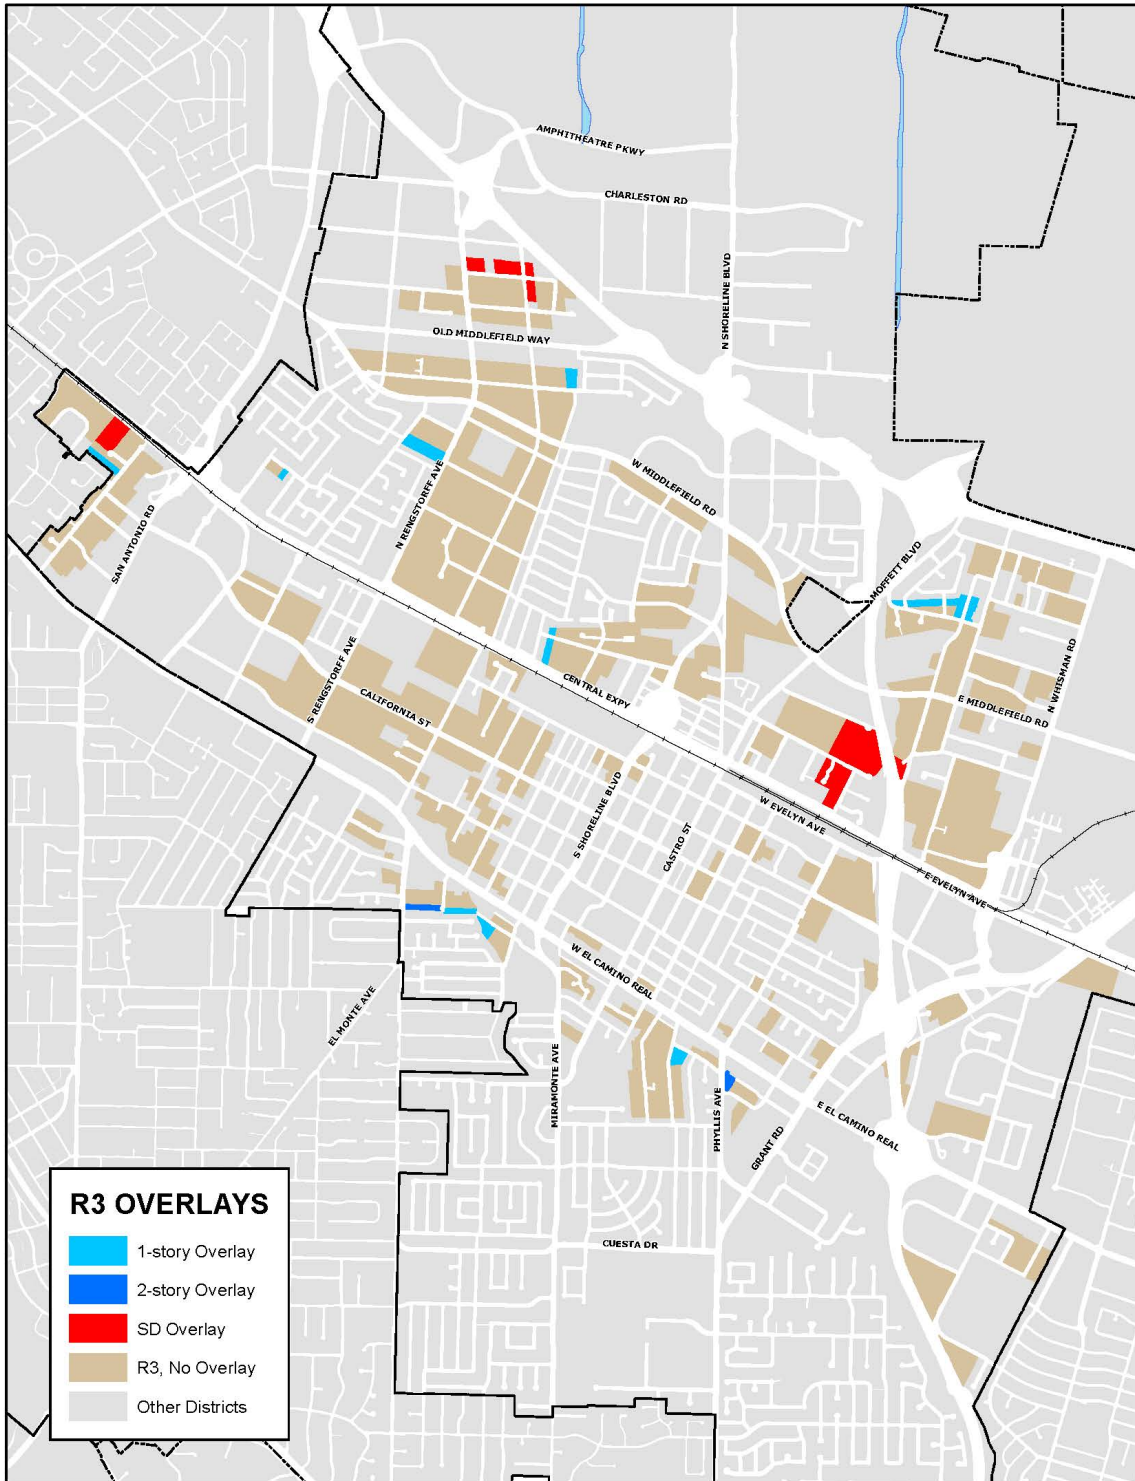 AMPHITHEATRE PKWY
CHARLESTON RD
N SHORELINE BLVD
OLD MIDDLEFIELD WAY
W MIDDLEFIELD RD
N RENGSTORFF AVE
SAN ANTONIO RD
MOFFETT BLVD
N WHISMAN RD
E MIDDLEFIELD RD
S RENGSTORFF AVE
CALIFORNIA ST
CENTRAL EXPY
S SHORELINE BLVD
W EVELYN AVE
CASTRO ST
E EVELYN AVE
W EL CAMINO REAL
EL MONTE AVE
MIRAMONTE AVE
PHYLLIS AVE
GRANT RD
E EL CAMINO REAL
CUESTA DR
R3 OVERLAYS
1-story Overlay
2-story Overlay
SD Overlay
R3, No Overlay
Other Districts